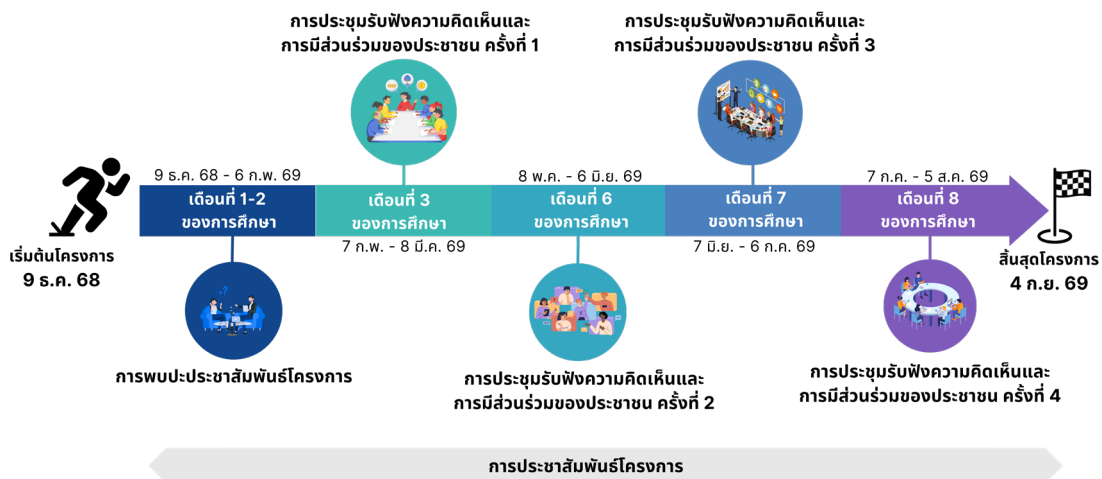 การประชุมรับฟังความคิดเห็นและ
การมีส่วนร่วมของประชาชน ครั้งที่ 1
การประชุมรับฟังความคิดเห็นและ
การมีส่วนร่วมของประชาชน ครั้งที่ 3
9 ธ.ค. 68 - 6 ก.พ. 69
8 พ.ค. - 6 มิ.ย. 69
7 ก.ค. - 5 ส.ค. 69
เดือนที่ 1-2
ของการศึกษา
เดือนที่ 3
ของการศึกษา
เดือนที่ 6
ของการศึกษา
เดือนที่ 7
ของการศึกษา
เดือนที่ 8
ของการศึกษา
7 ก.พ. - 8 มี.ค. 69
7 มิ.ย. - 6 ก.ค. 69
เริ่มต้นโครงการ
9 ธ.ค. 68
สิ้นสุดโครงการ
4 ก.ย. 69
การพบปะประชาสัมพันธ์โครงการ
การประชุมรับฟังความคิดเห็นและ
การมีส่วนร่วมของประชาชน ครั้งที่ 2
การประชุมรับฟังความคิดเห็นและ
การมีส่วนร่วมของประชาชน ครั้งที่ 4
การประชาสัมพันธ์โครงการ